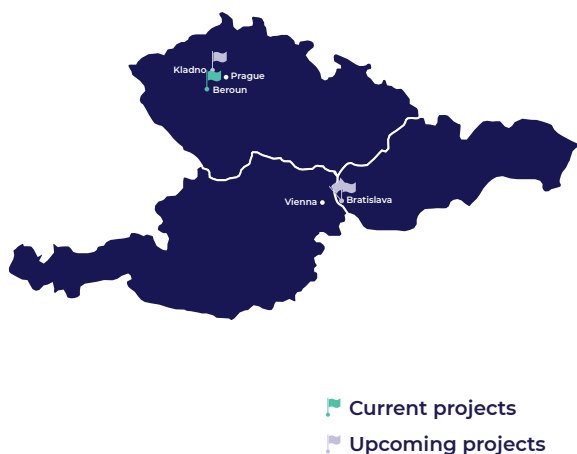 Kladno
Prague
Beroun
Vienna
Bratislava
Current projects
Upcoming projects